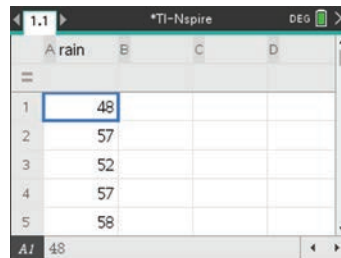 1.1 *TI-Nspire DEG
A rain B C D
=
1 48
2 57
3 52
4 57
5 58
A1 48